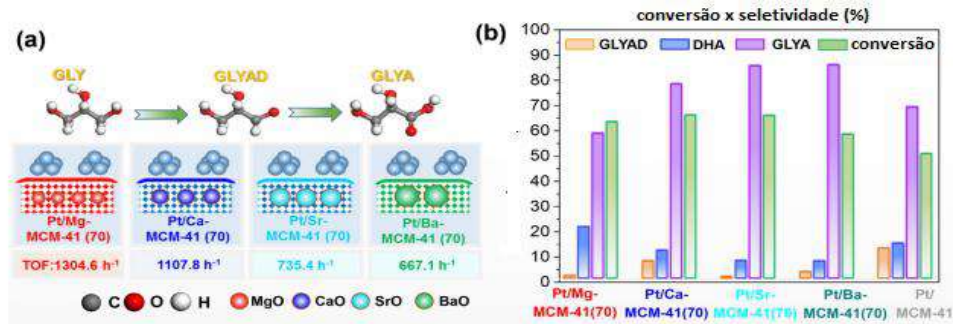 (a)
GLY
GLYAD
GLYA
Pt/Mg-
MCM-41 (70)
Pt/Ca-
MCM-41 (70)
Pt/Sr-
MCM-41 (70)
Pt/Ba-
MCM-41 (70)
TOF:1304.6 h⁻¹
1107.8 h⁻¹
735.4 h⁻¹
667.1 h⁻¹
C O H MgO CaO SrO BaO
(b)
conversão x seletividade (%)
GLYAD DHA GLYA conversão
100
90
80
70
60
50
40
30
20
10
0
Pt/Mg-
MCM-41(70)
Pt/Ca-
MCM-41(70)
Pt/Sr-
MCM-41(70)
Pt/Ba-
MCM-41(70)
Pt/
MCM-41